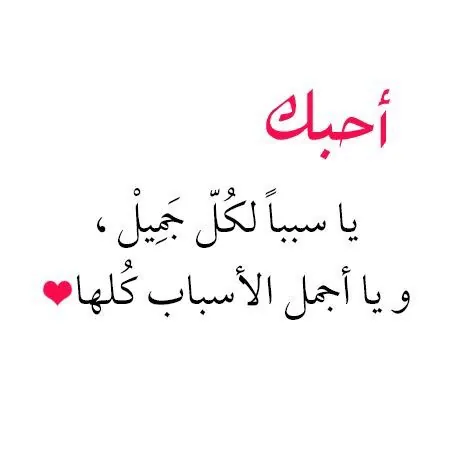 أحبك
يا سبباً لكُلّ جَمِيلْ ،
و يا أجمل الأسباب كُلها❤